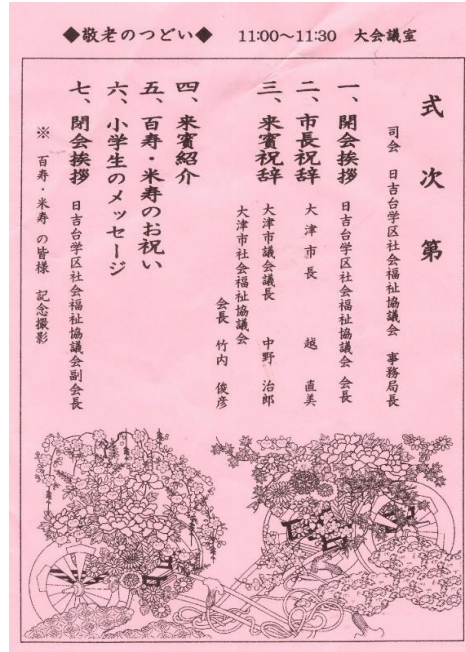 ◆敬老のつどい◆ 11:00～11:30 大会議室
式次第
司会 日吉台学区社会福祉協議会 事務局長
一、開会挨拶 日吉台学区社会福祉協議会 会長
二、市長祝辞 大津市長 越 直美
三、来賓祝辞 大津市議会議長 中野 治郎
大津市社会福祉協議会
会長 竹内 俊彦
四、来賓紹介
五、百寿・米寿のお祝い
六、小学生のメッセージ
七、閉会挨拶 日吉台学区社会福祉協議会副会長
※ 百寿・米寿 の皆様 記念撮影